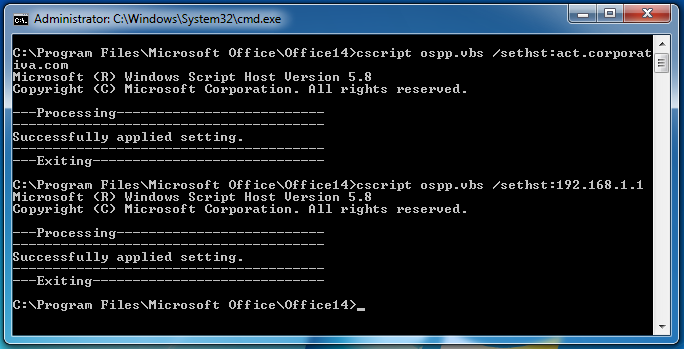 Administrator: C:\Windows\System32\cmd.exe
C:\Program Files\Microsoft Office\Office14>cscript ospp.vbs /sethst:act.corporat
iva.com
Microsoft (R) Windows Script Host Version 5.8
Copyright (C) Microsoft Corporation. All rights reserved.
---Processing--------------------------
---------------------------------------
Successfully applied setting.
---------------------------------------
---Exiting-----------------------------
C:\Program Files\Microsoft Office\Office14>cscript ospp.vbs /sethst:192.168.1.1
Microsoft (R) Windows Script Host Version 5.8
Copyright (C) Microsoft Corporation. All rights reserved.
---Processing--------------------------
---------------------------------------
Successfully applied setting.
---------------------------------------
---Exiting-----------------------------
C:\Program Files\Microsoft Office\Office14>_